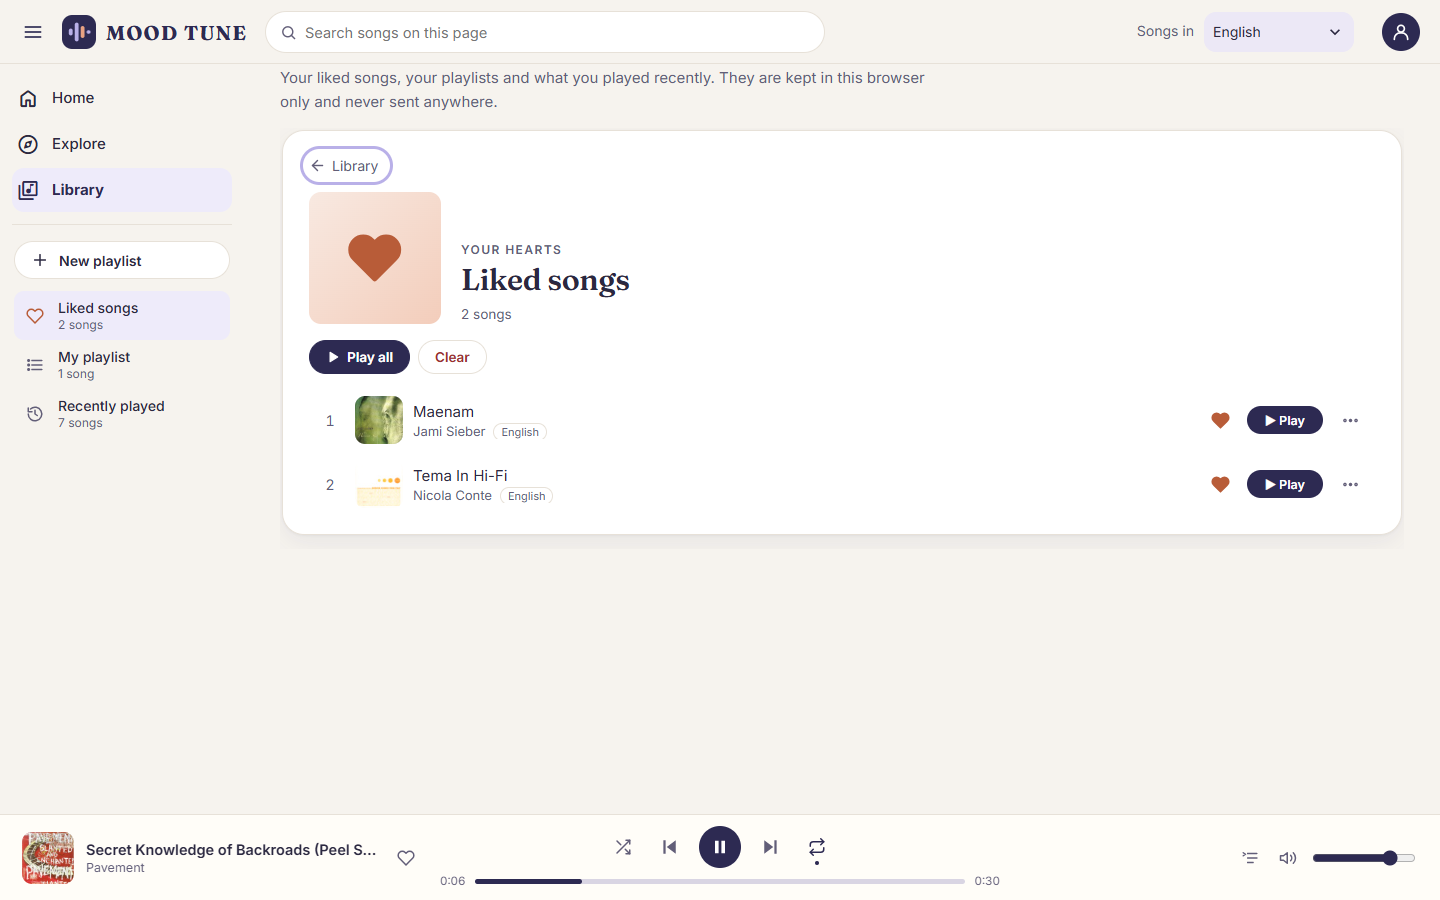 MOOD TUNE
Search songs on this page
Songs in
English
Home
Explore
Library
New playlist
Liked songs
2 songs
My playlist
1 song
Recently played
7 songs
Your liked songs, your playlists and what you played recently. They are kept in this browser
only and never sent anywhere.
Library
YOUR HEARTS
Liked songs
2 songs
Play all
Clear
1
Maenam
Jami Sieber English
Play
2
Tema In Hi-Fi
Nicola Conte English
Play
Secret Knowledge of Backroads (Peel S...
Pavement
0:06
0:30